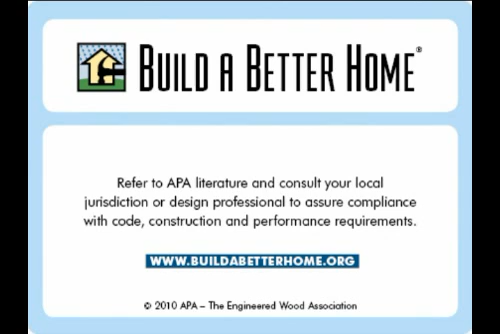 BUILD A BETTER HOME®
Refer to APA literature and consult your local
jurisdiction or design professional to assure compliance
with code, construction and performance requirements.
WWW.BUILDABETTERHOME.ORG
© 2010 APA – The Engineered Wood Association